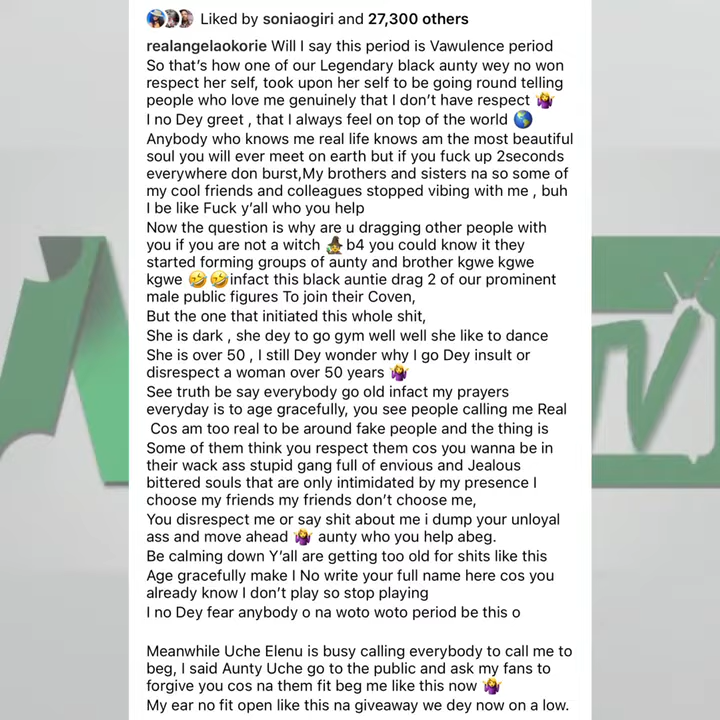 Liked by soniaogiri and 27,300 others
realangelaokorie Will I say this period is Vawulence period
So that's how one of our Legendary black aunty wey no won
respect her self, took upon her self to be going round telling
people who love me genuinely that I don't have respect 🤷‍♀️
I no Dey greet , that I always feel on top of the world 🌎
Anybody who knows me real life knows am the most beautiful
soul you will ever meet on earth but if you fuck up 2seconds
everywhere don burst,My brothers and sisters na so some of
my cool friends and colleagues stopped vibing with me , buh
I be like Fuck y'all who you help
Now the question is why are u dragging other people with
you if you are not a witch 🧙‍♀️ b4 you could know it they
started forming groups of aunty and brother kgwe kgwe
kgwe 🤣🤣infact this black auntie drag 2 of our prominent
male public figures To join their Coven,
But the one that initiated this whole shit,
She is dark , she dey to go gym well well she like to dance
She is over 50 , I still Dey wonder why I go Dey insult or
disrespect a woman over 50 years 🤷‍♀️
See truth be say everybody go old infact my prayers
everyday is to age gracefully, you see people calling me Real
Cos am too real to be around fake people and the thing is
Some of them think you respect them cos you wanna be in
their wack ass stupid gang full of envious and Jealous
bittered souls that are only intimidated by my presence I
choose my friends my friends don't choose me,
You disrespect me or say shit about me i dump your unloyal
ass and move ahead 🤷‍♀️ aunty who you help abeg.
Be calming down Y'all are getting too old for shits like this
Age gracefully make I No write your full name here cos you
already know I don't play so stop playing
I no Dey fear anybody o na woto woto period be this o
Meanwhile Uche Elenu is busy calling everybody to call me to
beg, I said Aunty Uche go to the public and ask my fans to
forgive you cos na them fit beg me like this now 🤷‍♀️
My ear no fit open like this na giveaway we dey now on a low.